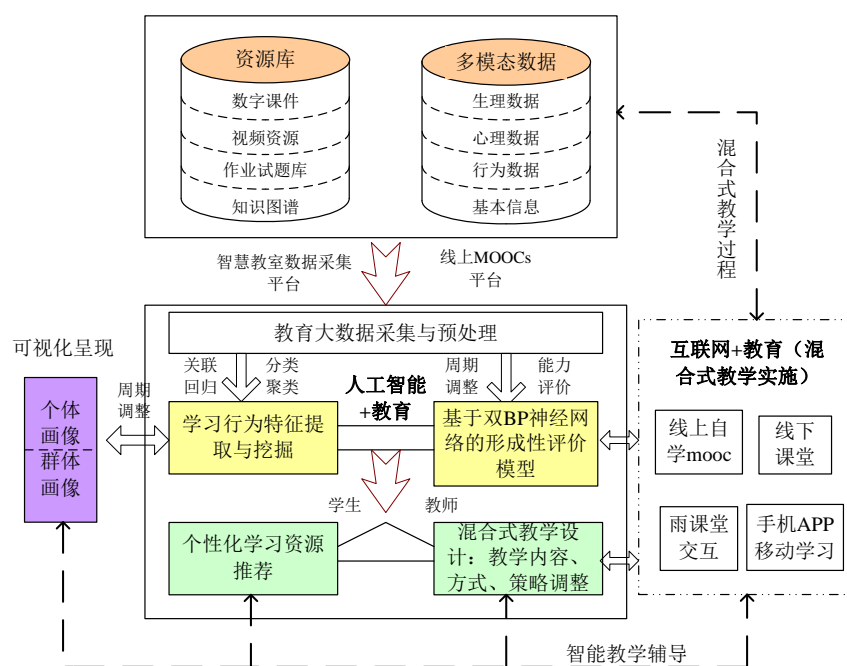 资源库
数字课件
视频资源
作业试题库
知识图谱
多模态数据
生理数据
心理数据
行为数据
基本信息
混合式教学过程
智慧教室数据采集
平台
线上MOOCs
平台
教育大数据采集与预处理
关联
回归
分类
聚类
周期
调整
能力
评价
人工智能
+教育
可视化呈现
个体
画像
群体
画像
周期
调整
学习行为特征提
取与挖掘
基于双BP神经网
络的形成性评价
模型
学生
教师
个性化学习资源
推荐
混合式教学设
计：教学内容、
方式、策略调整
互联网+教育（混
合式教学实施）
线上自
学mooc
线下
课堂
雨课堂
交互
手机APP
移动学习
智能教学辅导